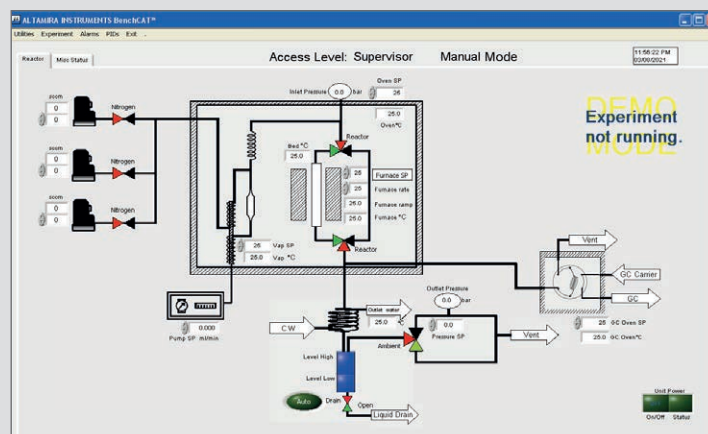 ALTAMIRA INSTRUMENTS BenchCAT™
Utilities Experiment Alarms PIDs Exit
Reactor Misc Status
Access Level: Supervisor Manual Mode
11:56:22 PM
DEMO
MODE
Experiment
not running.
sccm
0
0
Nitrogen
sccm
0
0
Nitrogen
sccm
0
0
Nitrogen
Inlet Pressure 0.0 bar
Oven SP
25.0
Oven°C
Bed °C
25.0
Reactor
Furnace SP
25
25 Furnace rate
25.0 Furnace ramp
25.0 Furnace °C
Reactor
Vap SP
25.0 Vap °C
Pump SP 0.000 ml/min
CW
Outlet water
25.0
Outlet Pressure
0.0 bar
0.0
Pressure SP
Ambient
Vent
Level High
Level Low
Auto
Drain
Open
Liquid Drain
Vent
GC Carrier
GC
25 GC Oven SP
25.0 GC Oven°C
Unit Power
On/Off Status